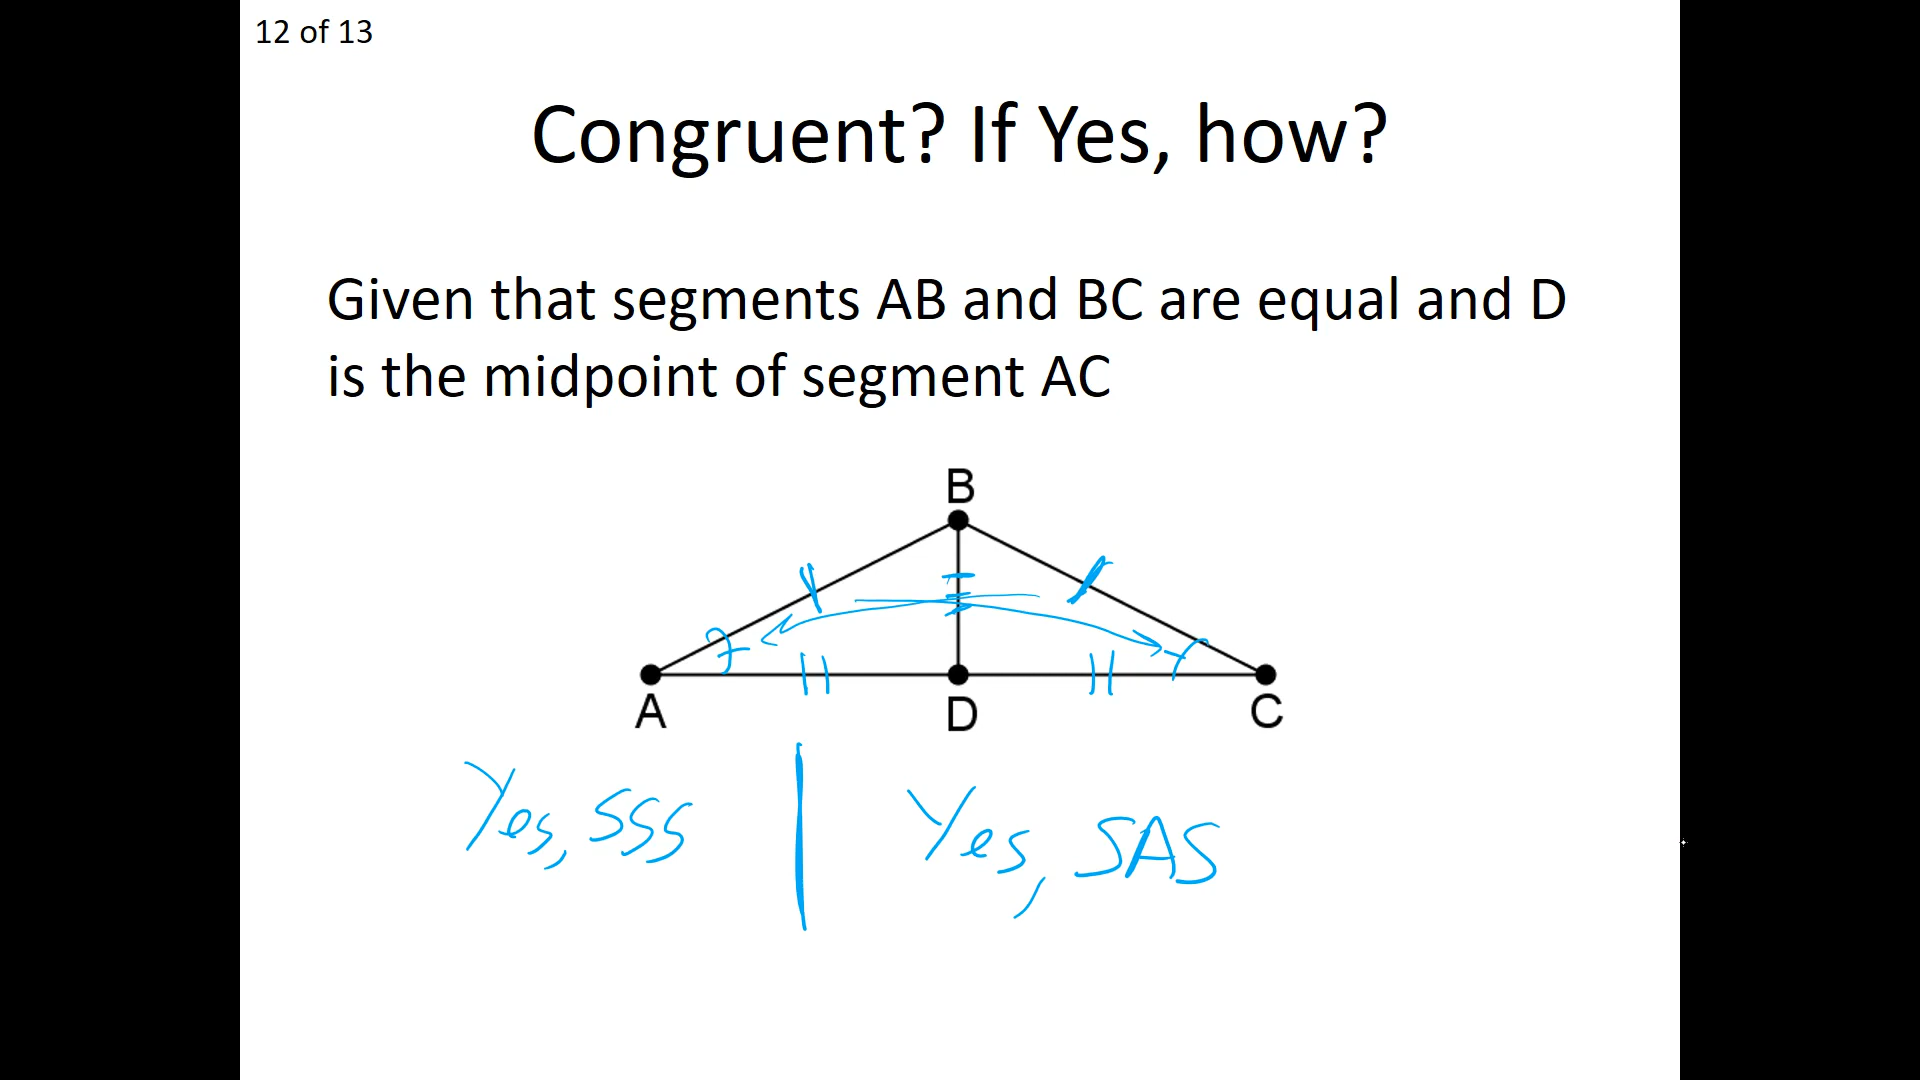 12 of 13
Congruent? If Yes, how?
Given that segments AB and BC are equal and D
is the midpoint of segment AC
B
A
D
C
Yes, SSS
Yes, SAS